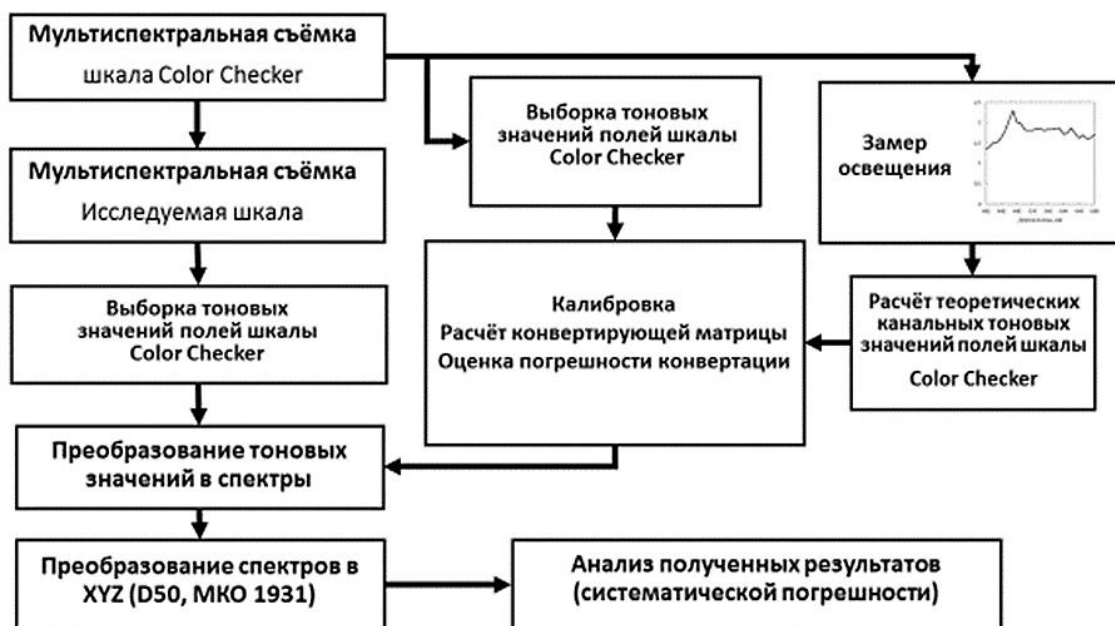 Мультиспектральная съёмка
шкала Color Checker
Мультиспектральная съёмка
Исследуемая шкала
Выборка тоновых
значений полей шкалы
Color Checker
Преобразование тоновых
значений в спектры
Преобразование спектров в
XYZ (D50, МКО 1931)
Выборка тоновых
значений полей шкалы
Color Checker
Калибровка
Расчёт конвертирующей матрицы
Оценка погрешности конвертации
Замер
освещения
Расчёт теоретических
канальных тоновых
значений полей шкалы
Color Checker
Анализ полученных результатов
(систематической погрешности)